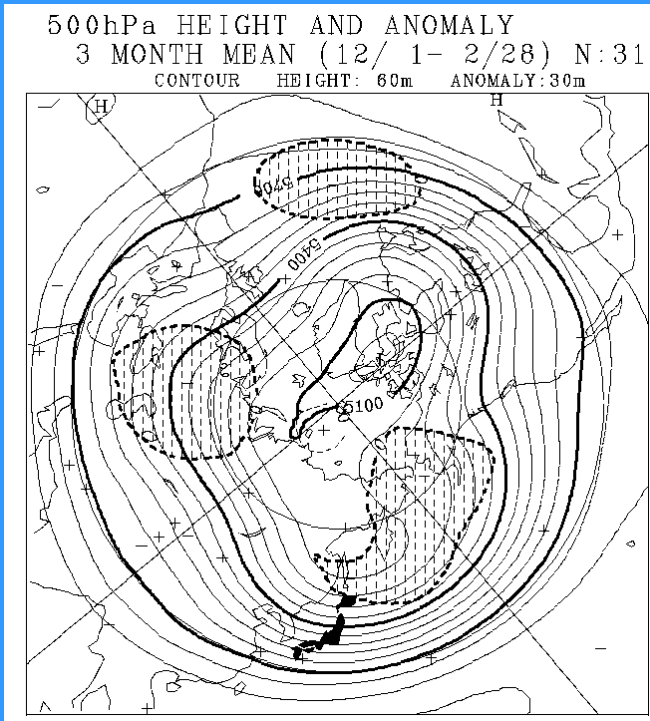 500hPa HEIGHT AND ANOMALY
3 MONTH MEAN (12/ 1- 2/28) N:31
CONTOUR HEIGHT: 60m ANOMALY:30m
H
H
5700
5400
5100